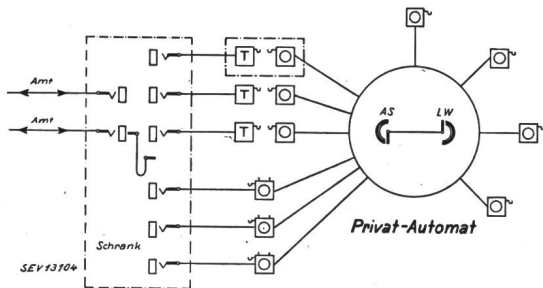 Amt
Amt
T
T
T
AS
LW
Privat-Automat
Schrank
SEV13104